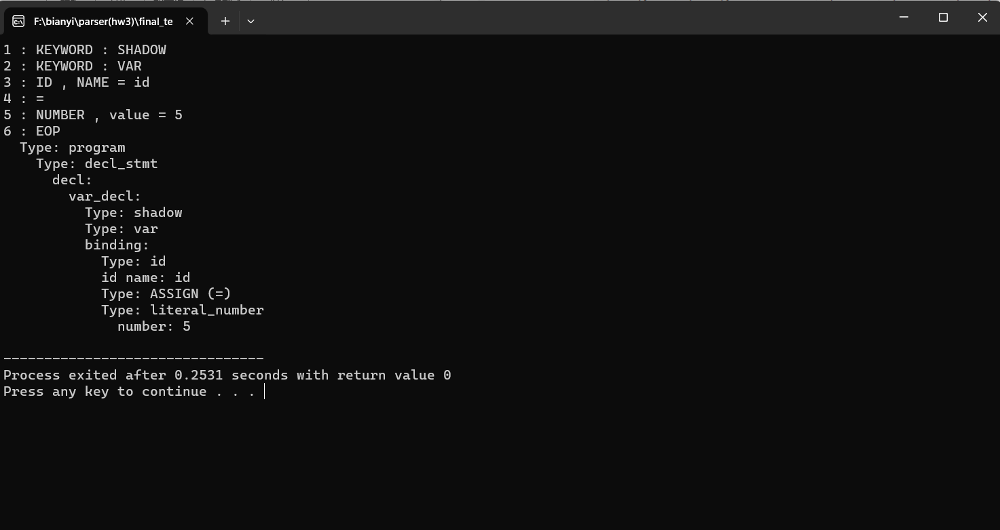 F:\bianyi\parser(hw3)\final_te
1 : KEYWORD : SHADOW
2 : KEYWORD : VAR
3 : ID , NAME = id
4 : =
5 : NUMBER , value = 5
6 : EOP
Type: program
Type: decl_stmt
decl:
var_decl:
Type: shadow
Type: var
binding:
Type: id
id name: id
Type: ASSIGN (=)
Type: literal_number
number: 5
--------------------------------
Process exited after 0.2531 seconds with return value 0
Press any key to continue . . .